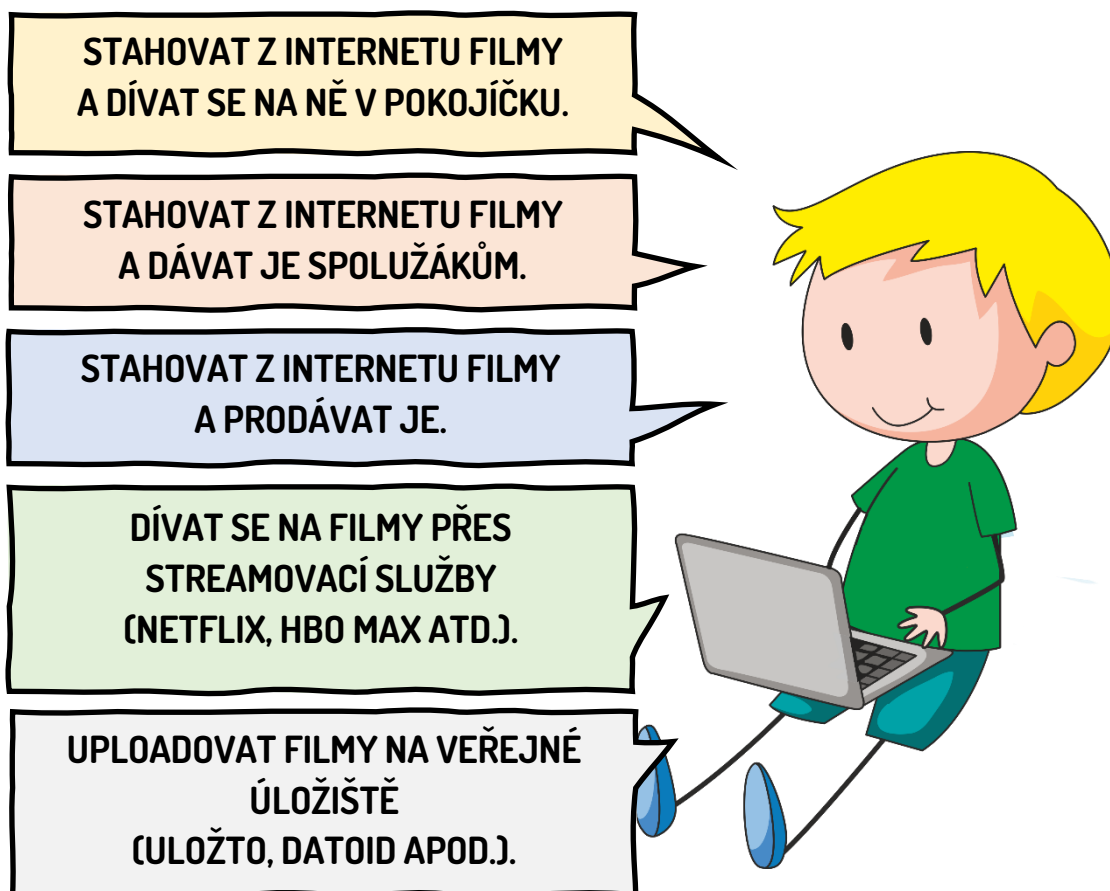 STAHOVAT Z INTERNETU FILMY
A DÍVAT SE NA NĚ V POKOJÍČKU.
STAHOVAT Z INTERNETU FILMY
A DÁVAT JE SPOLUŽÁKŮM.
STAHOVAT Z INTERNETU FILMY
A PRODÁVAT JE.
DÍVAT SE NA FILMY PŘES
STREAMOVACÍ SLUŽBY
(NETFLIX, HBO MAX ATD.).
UPLOADOVAT FILMY NA VEŘEJNÉ
ÚLOŽIŠTĚ
(ULOŽTO, DATOID APOD.).